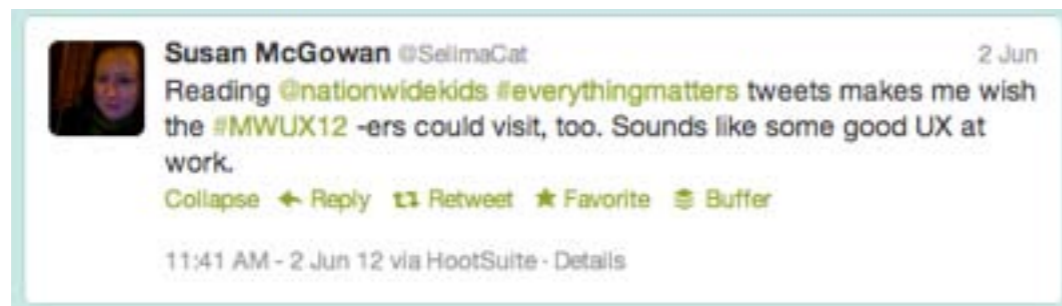 Susan McGowan @SelimaCat 2 Jun
Reading @nationwidekids #everythingmatters tweets makes me wish
the #MWUX12 -ers could visit, too. Sounds like some good UX at
work.
Collapse Reply Retweet Favorite Buffer
11:41 AM - 2 Jun 12 via HootSuite · Details